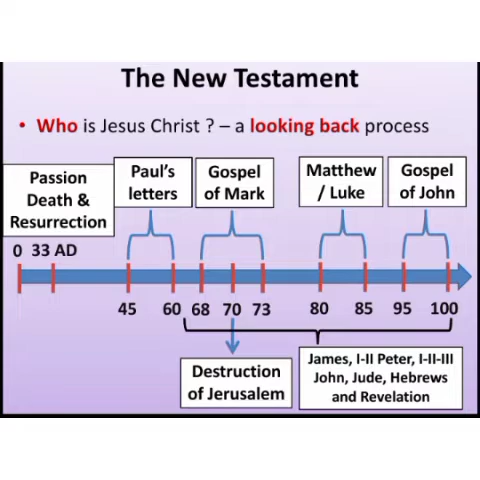 The New Testament
• Who is Jesus Christ ? – a looking back process
Passion
Death &
Resurrection
Paul's
letters
Gospel
of Mark
Matthew
/ Luke
Gospel
of John
0 33 AD
45 60 68 70 73 80 85 95 100
Destruction
of Jerusalem
James, I-II Peter, I-II-III
John, Jude, Hebrews
and Revelation